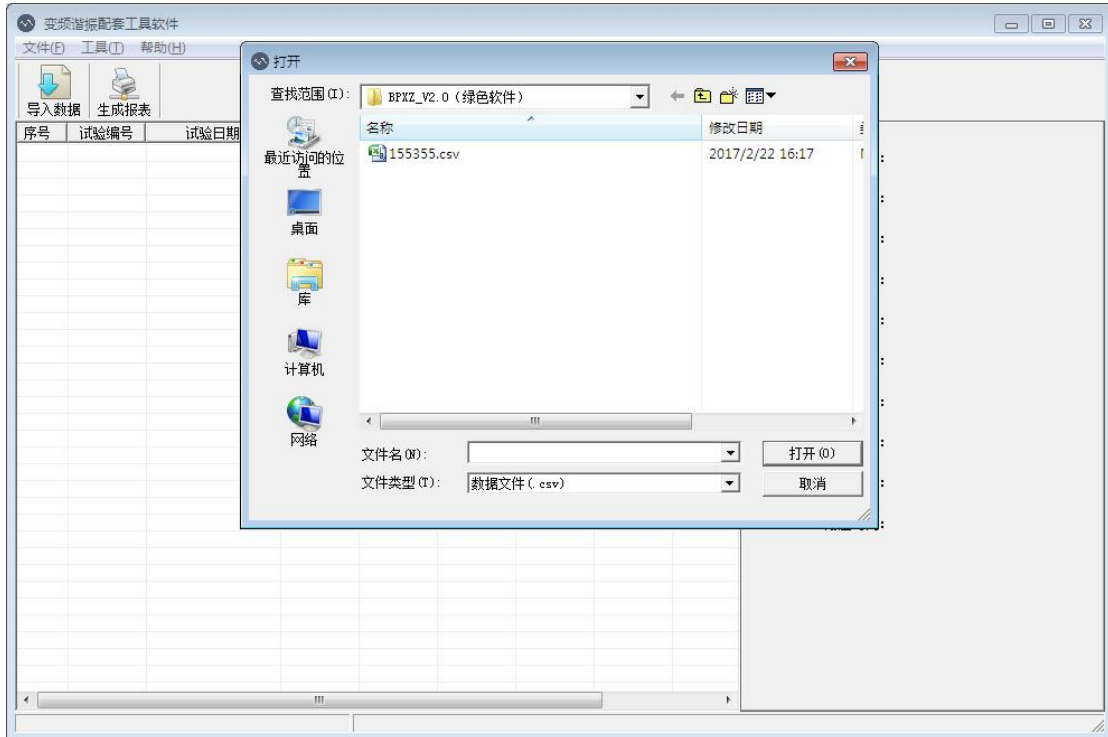 变频谐振配套工具软件
文件(F) 工具(T) 帮助(H)
导入数据 生成报表
序号 试验编号 试验日期
打开
查找范围(I): BPXZ_V2.0 (绿色软件)
名称 修改日期
155355.csv 2017/2/22 16:17
最近访问的位置
桌面
库
计算机
网络
文件名(N): 打开(O)
文件类型(T): 数据文件(.csv) 取消